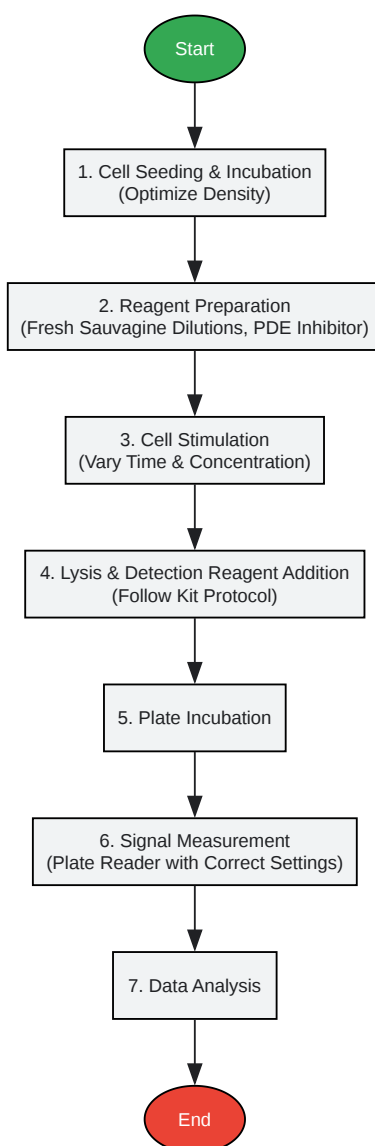 Start
1. Cell Seeding & Incubation
(Optimize Density)
2. Reagent Preparation
(Fresh Sauvagine Dilutions, PDE Inhibitor)
3. Cell Stimulation
(Vary Time & Concentration)
4. Lysis & Detection Reagent Addition
(Follow Kit Protocol)
5. Plate Incubation
6. Signal Measurement
(Plate Reader with Correct Settings)
7. Data Analysis
End